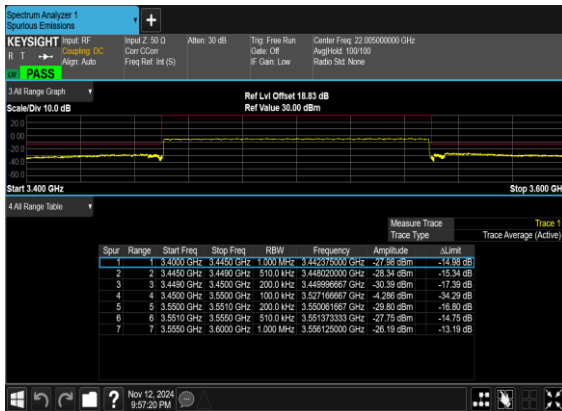 Spectrum Analyzer 1
Spurious Emissions
KEYSIGHT Input: RF
R T Coupling: DC
Align: Auto
Input Z: 50 Ω
Corr CCorr
Freq Ref: Int (S)
Atten: 30 dB
Trig: Free Run
Gate: Off
IF Gain: Low
Center Freq: 22.005000000 GHz
Avg|Hold: 100/100
Radio Std: None
PASS
3 All Range Graph
Scale/Div 10.0 dB
Ref Lvl Offset 18.83 dB
Ref Value 30.00 dBm
20.0
0.00
-20.0
-40.0
-60.0
Start 3.400 GHz Stop 3.600 GH
4 All Range Table
Measure Trace Trace 1
Trace Type Trace Average (Active)
Spur Range Start Freq Stop Freq RBW Frequency Amplitude ΔLimit
1 1 3.4000 GHz 3.4450 GHz 1.000 MHz 3.442375000 GHz -27.98 dBm -14.98 dB
2 2 3.4450 GHz 3.4490 GHz 510.0 kHz 3.448020000 GHz -28.34 dBm -15.34 dB
3 3 3.4490 GHz 3.4500 GHz 200.0 kHz 3.449996667 GHz -30.39 dBm -17.39 dB
4 4 3.4500 GHz 3.5500 GHz 100.0 kHz 3.527166667 GHz -4.286 dBm -34.29 dB
5 5 3.5500 GHz 3.5510 GHz 200.0 kHz 3.550061667 GHz -29.80 dBm -16.80 dB
6 6 3.5510 GHz 3.5550 GHz 510.0 kHz 3.551373333 GHz -27.75 dBm -14.75 dB
7 7 3.5550 GHz 3.6000 GHz 1.000 MHz 3.556125000 GHz -26.19 dBm -13.19 dB
Nov 12, 2024
9:57:20 PM